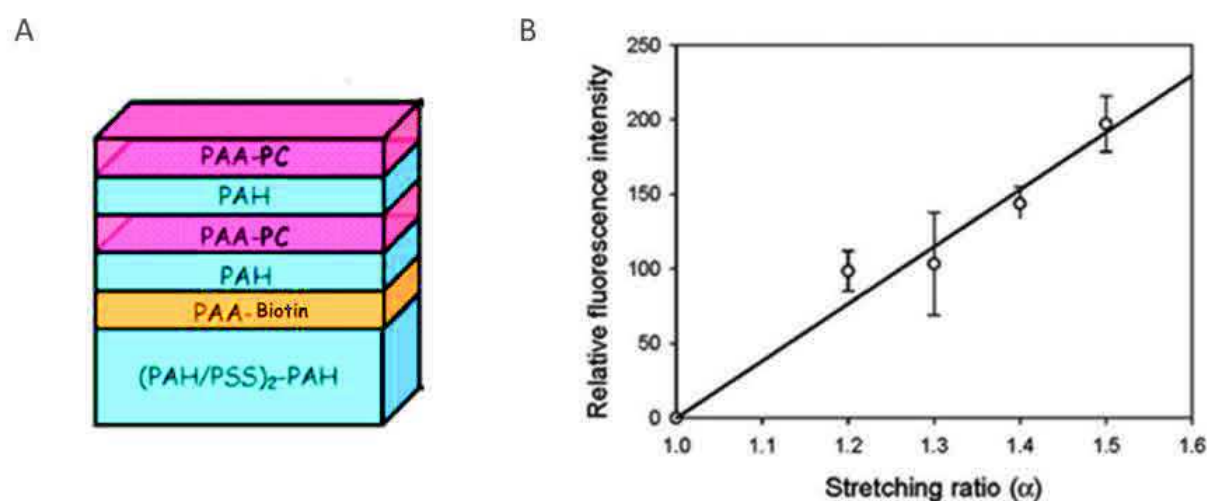 A
PAA-PC
PAH
PAA-PC
PAH
PAA-Biotin
(PAH/PSS)₂-PAH
B
Relative fluorescence intensity
250
200
150
100
50
0
1.0 1.1 1.2 1.3 1.4 1.5 1.6
Stretching ratio (α)